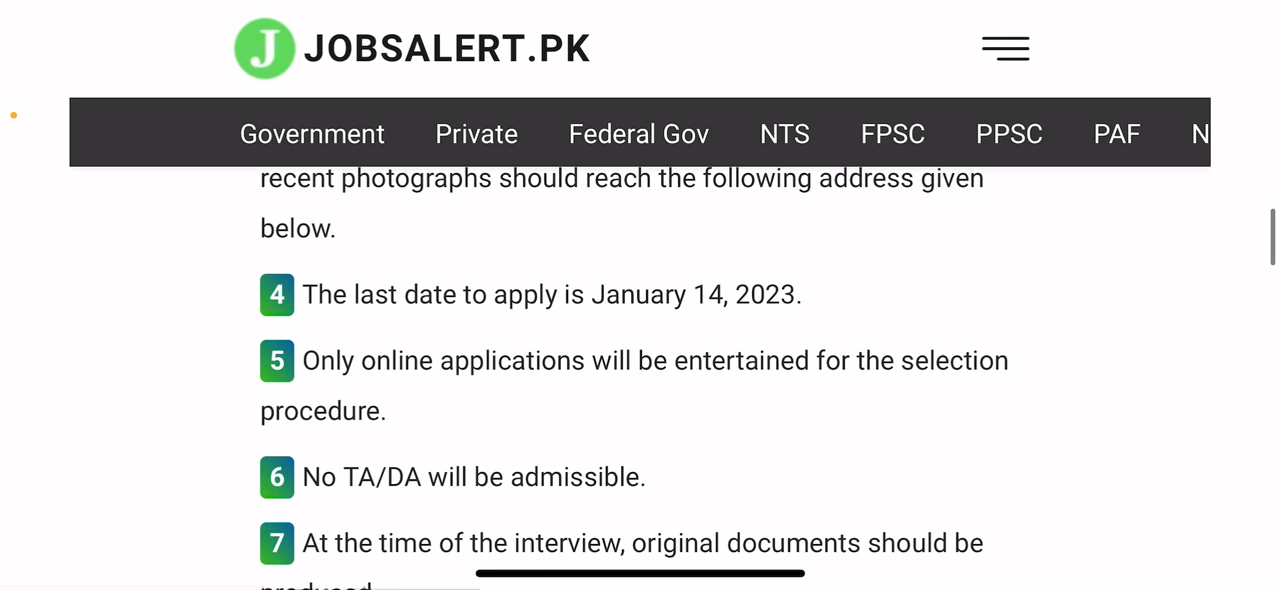 J JOBSALERT.PK
Government Private Federal Gov NTS FPSC PPSC PAF N
recent photographs should reach the following address given
below.
4 The last date to apply is January 14, 2023.
5 Only online applications will be entertained for the selection
procedure.
6 No TA/DA will be admissible.
7 At the time of the interview, original documents should be